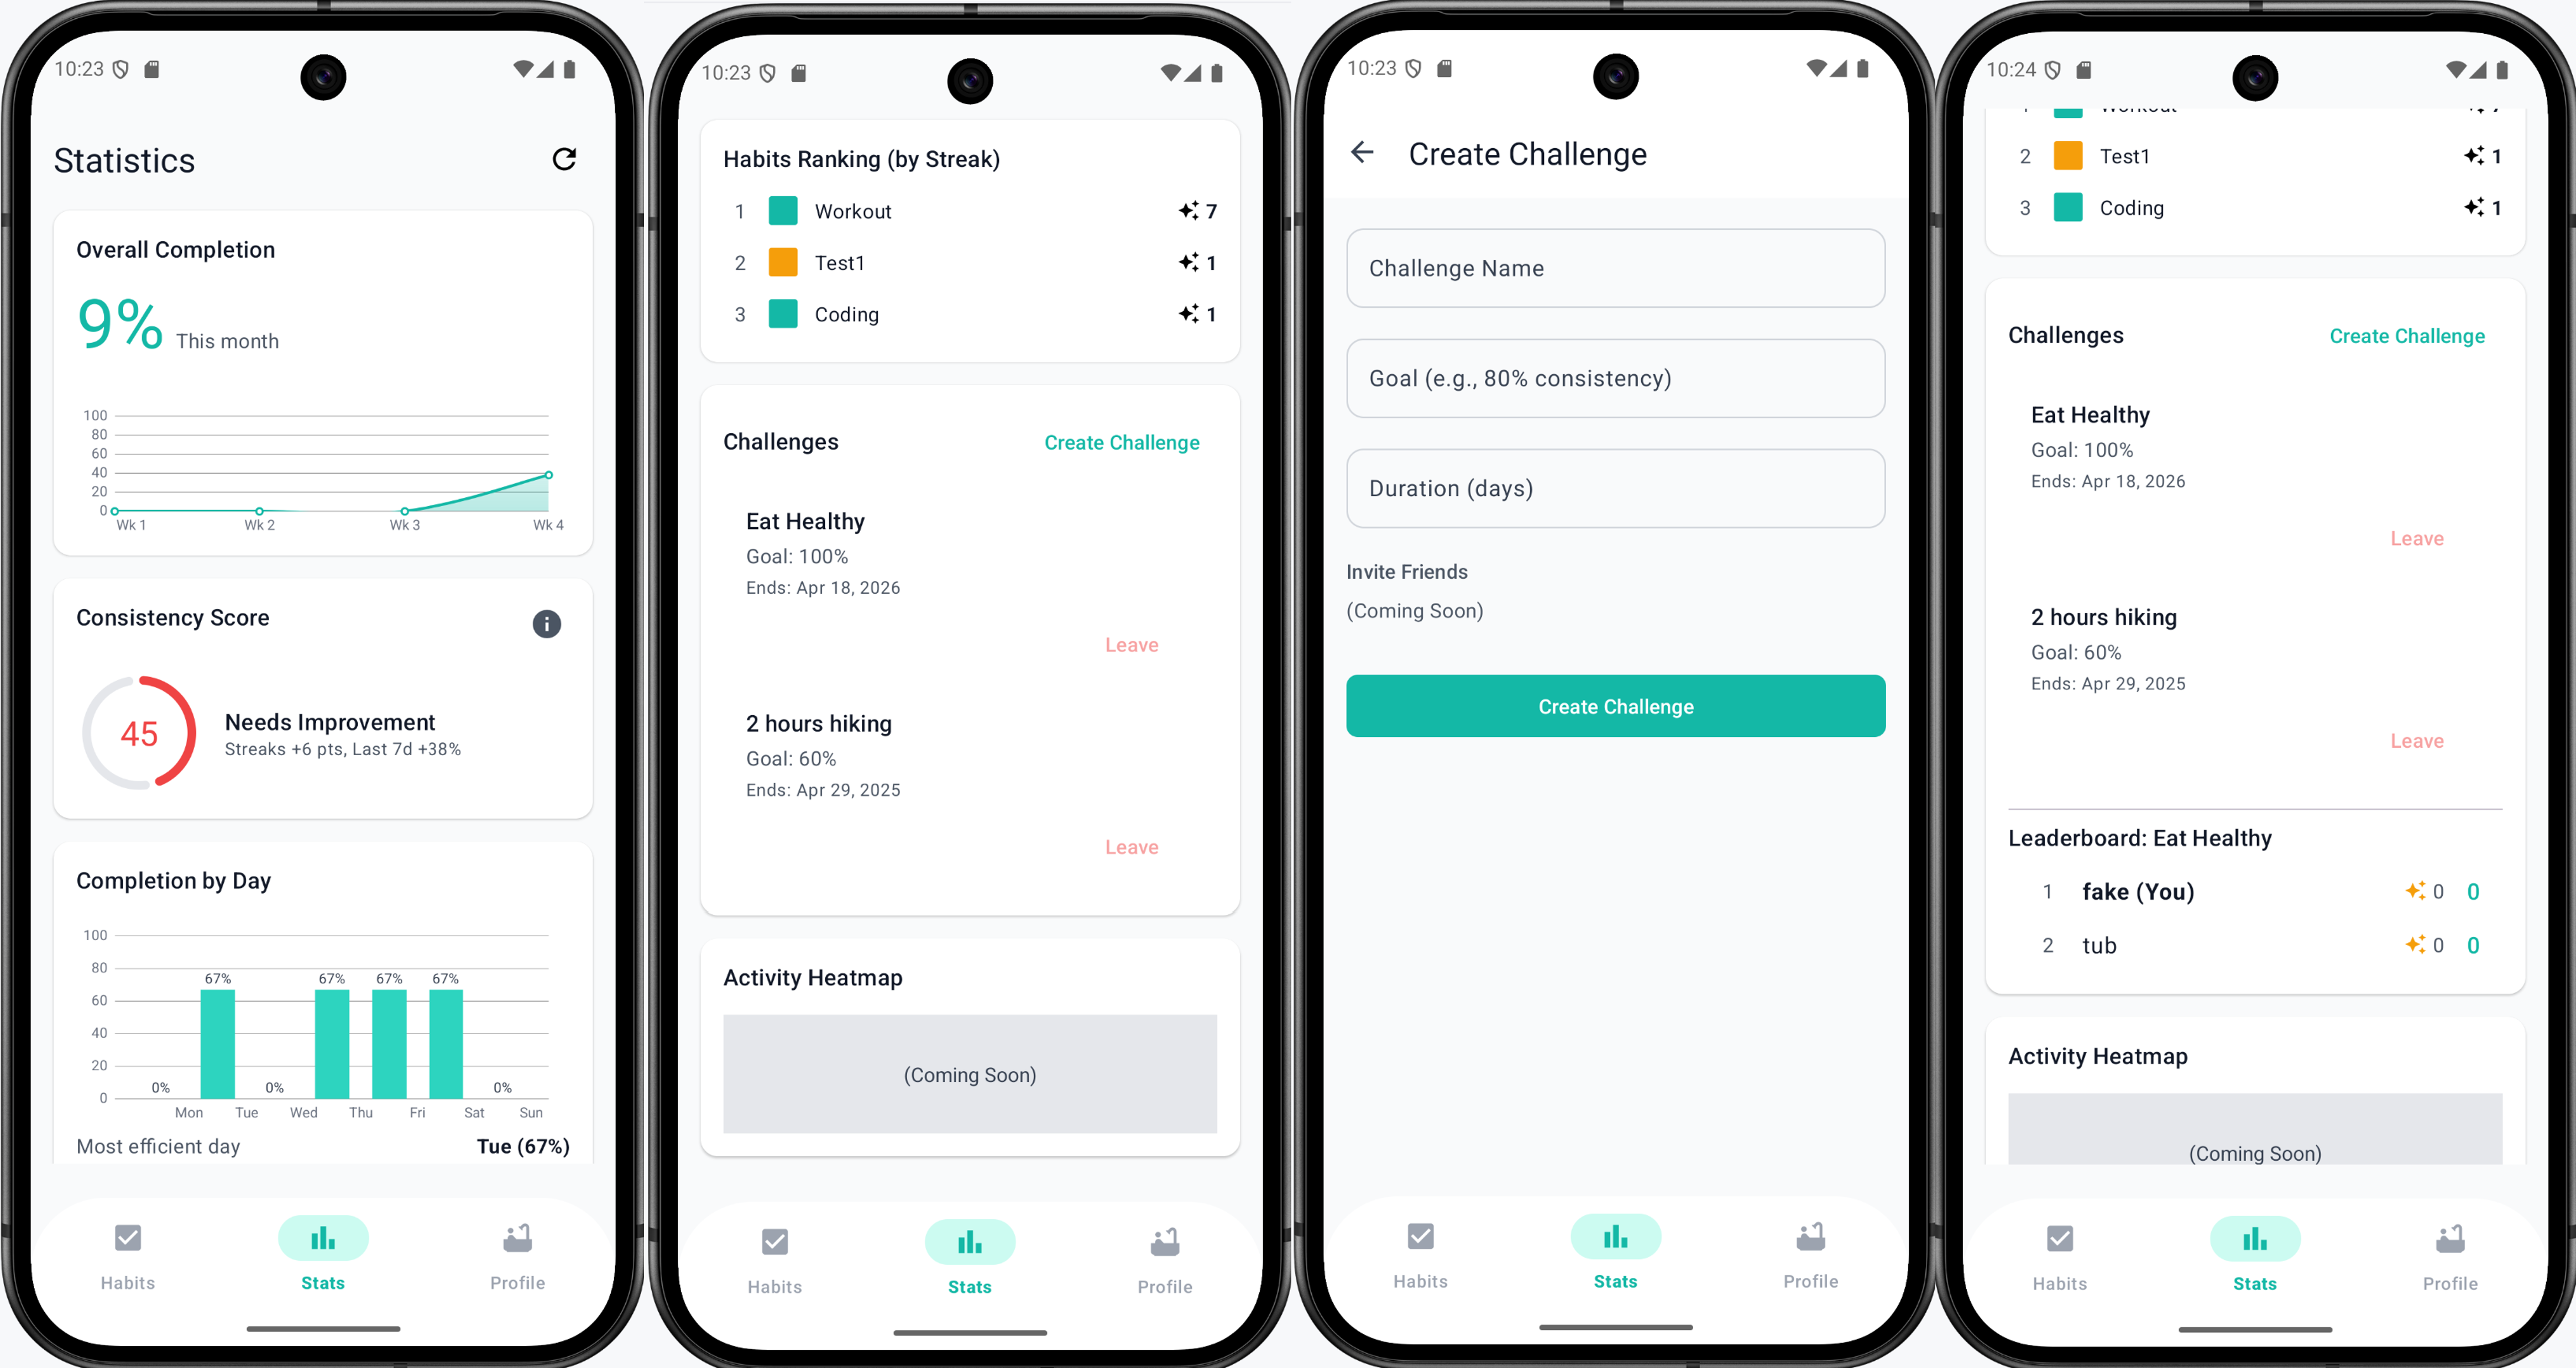 10:23
Statistics
Overall Completion
9% This month
100
80
60
40
20
0
Wk 1 Wk 2 Wk 3 Wk 4
Consistency Score
45
Needs Improvement
Streaks +6 pts, Last 7d +38%
Completion by Day
100
80
60
40
20
0
0% 67% 0% 67% 67% 67% 0%
Mon Tue Wed Thu Fri Sat Sun
Most efficient day Tue (67%)
Habits Stats Profile
10:23
Habits Ranking (by Streak)
1 Workout 7
2 Test1 1
3 Coding 1
Challenges Create Challenge
Eat Healthy
Goal: 100%
Ends: Apr 18, 2026
Leave
2 hours hiking
Goal: 60%
Ends: Apr 29, 2025
Leave
Activity Heatmap
(Coming Soon)
Habits Stats Profile
10:23
Create Challenge
Challenge Name
Goal (e.g., 80% consistency)
Duration (days)
Invite Friends
(Coming Soon)
Create Challenge
Habits Stats Profile
10:24
Workout
2 Test1 1
3 Coding 1
Challenges Create Challenge
Eat Healthy
Goal: 100%
Ends: Apr 18, 2026
Leave
2 hours hiking
Goal: 60%
Ends: Apr 29, 2025
Leave
Leaderboard: Eat Healthy
1 fake (You) 0 0
2 tub 0 0
Activity Heatmap
(Coming Soon)
Habits Stats Profile